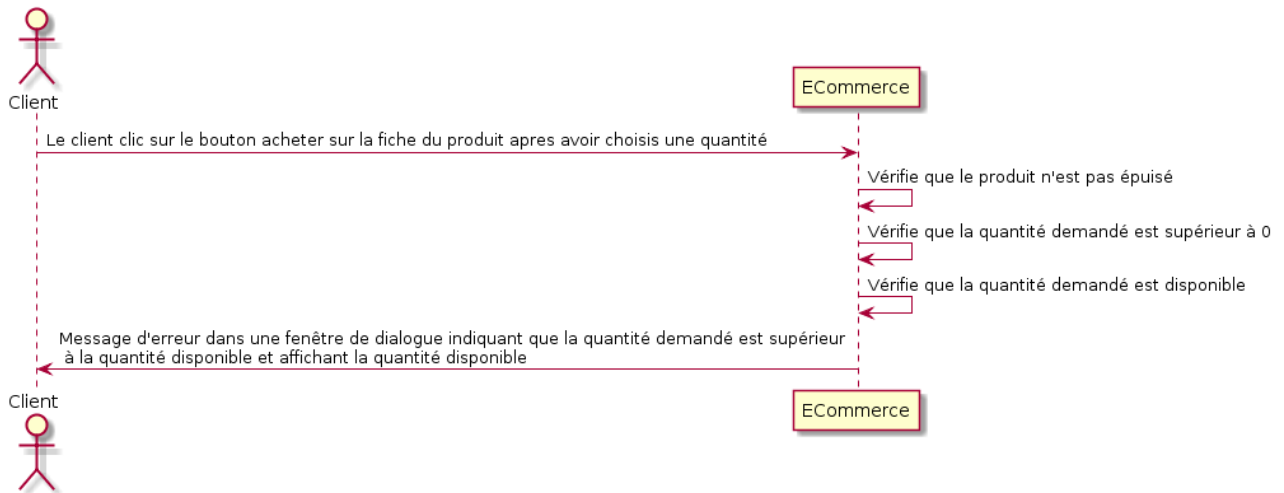 Client
ECommerce
Le client clic sur le bouton acheter sur la fiche du produit apres avoir choisis une quantité
Vérifie que le produit n'est pas épuisé
Vérifie que la quantité demandé est supérieur à 0
Vérifie que la quantité demandé est disponible
Message d'erreur dans une fenêtre de dialogue indiquant que la quantité demandé est supérieur
à la quantité disponible et affichant la quantité disponible
Client
ECommerce